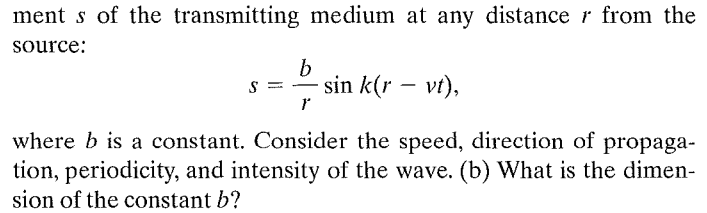 ment s of the transmitting medium at any distance r from the
source:
s = b/r sin k(r − vt),
where b is a constant. Consider the speed, direction of propaga-
tion, periodicity, and intensity of the wave. (b) What is the dimen-
sion of the constant b?